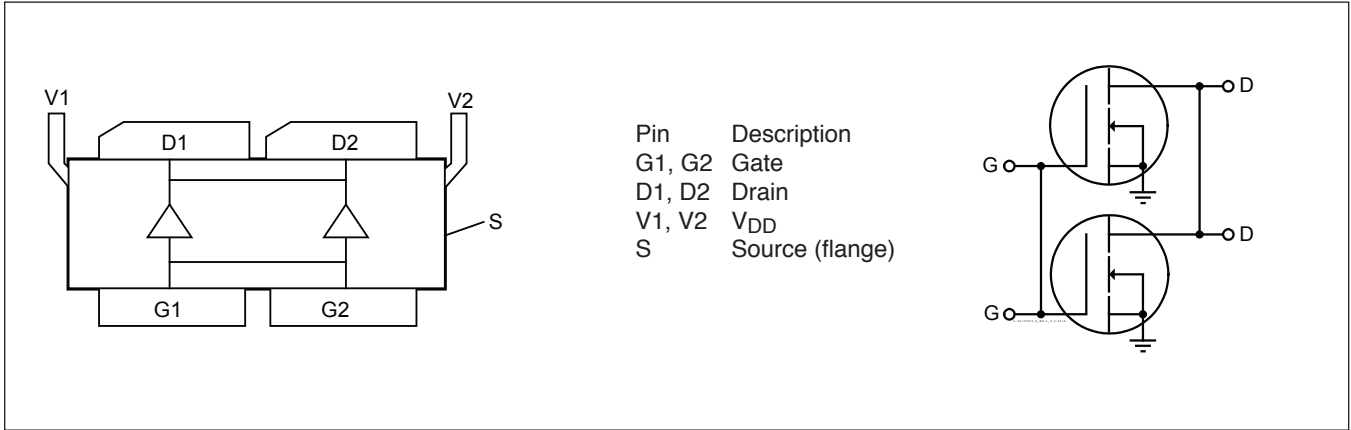 V1
V2
D1
D2
S
G1
G2
Pin Description
G1, G2 Gate
D1, D2 Drain
V1, V2 VDD
S Source (flange)
D
G
D
G